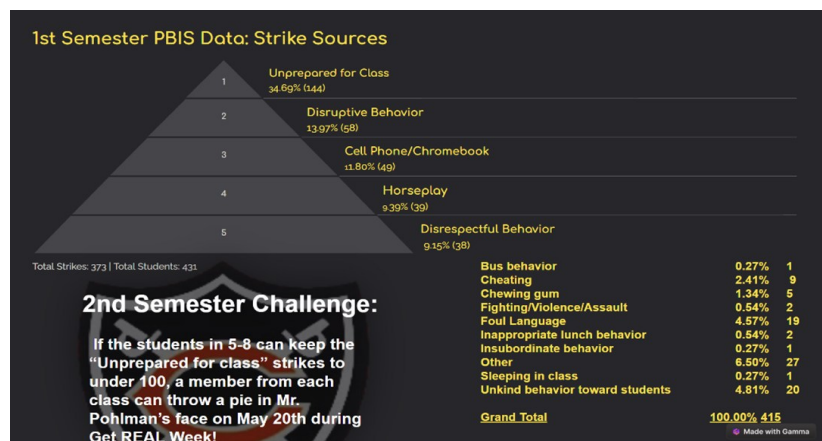 1st Semester PBIS Data: Strike Sources
1
Unprepared for Class
34.69% (144)
2
Disruptive Behavior
13.97% (58)
3
Cell Phone/Chromebook
11.80% (49)
4
Horseplay
9.39% (39)
5
Disrespectful Behavior
9.15% (38)
Total Strikes: 373 | Total Students: 431
2nd Semester Challenge:
If the students in 5-8 can keep the
“Unprepared for class” strikes to
under 100, a member from each
class can throw a pie in Mr.
Pohlman’s face on May 20th during
Get REAL Week!
Bus behavior 0.27% 1
Cheating 2.41% 9
Chewing gum 1.34% 5
Fighting/Violence/Assault 0.54% 2
Foul Language 4.57% 19
Inappropriate lunch behavior 0.54% 2
Insubordinate behavior 0.27% 1
Other 6.50% 27
Sleeping in class 0.27% 1
Unkind behavior toward students 4.81% 20
Grand Total 100.00% 415
Made with Gamma